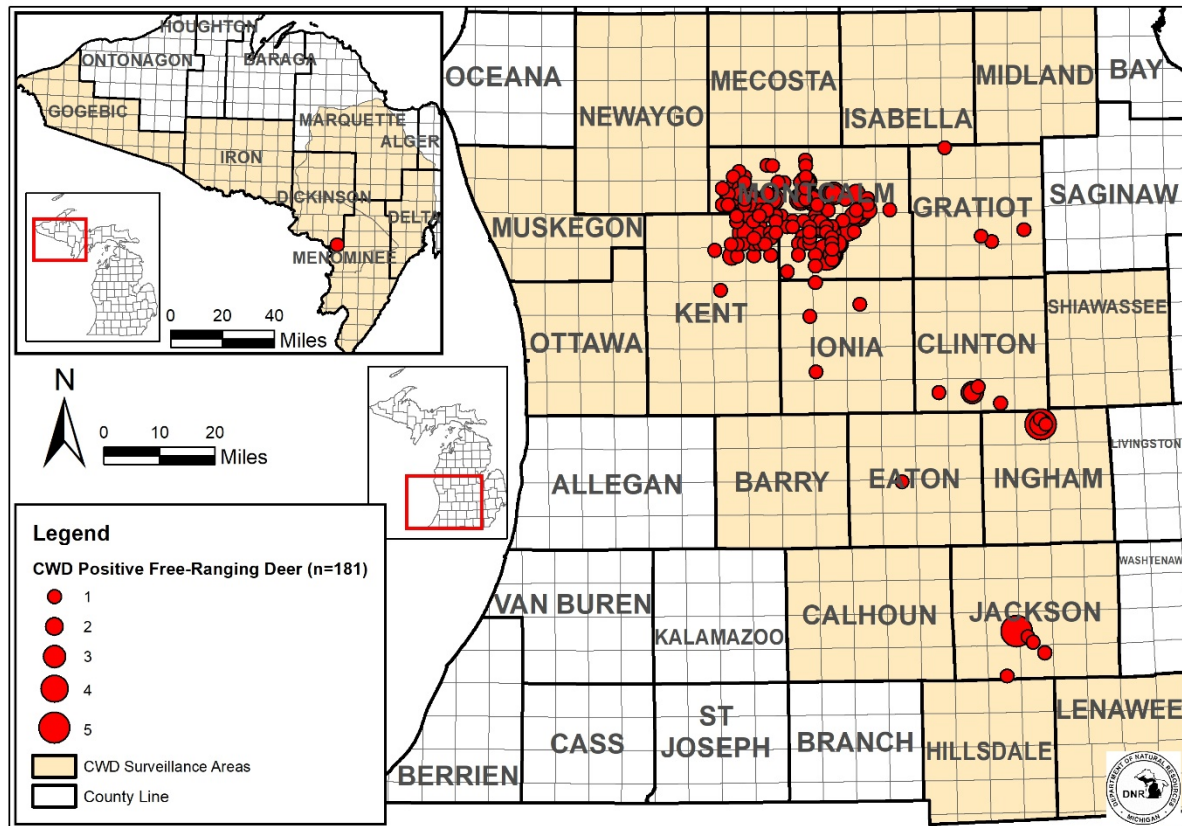 HOUGHTON
ONTONAGON
BARAGA
GOGEBIC
MARQUETTE
ALGER
IRON
DICKINSON
DELTA
MENOMINEE
0 20 40
Miles
N
0 10 20
Miles
OCEANA
NEWAYGO
MECOSTA
ISABELLA
MIDLAND
BAY
MUSKEGON
MONTCALM
GRATIOT
SAGINAW
OTTAWA
KENT
IONIA
CLINTON
SHIAWASSEE
ALLEGAN
BARRY
EATON
INGHAM
LIVINGSTON
VAN BUREN
KALAMAZOO
CALHOUN
JACKSON
WASHTENAW
BERRIEN
CASS
ST
JOSEPH
BRANCH
HILLSDALE
LENAWEE
Legend
CWD Positive Free-Ranging Deer (n=181)
1
2
3
4
5
CWD Surveillance Areas
County Line
DEPARTMENT OF NATURAL RESOURCES
DNR
MICHIGAN